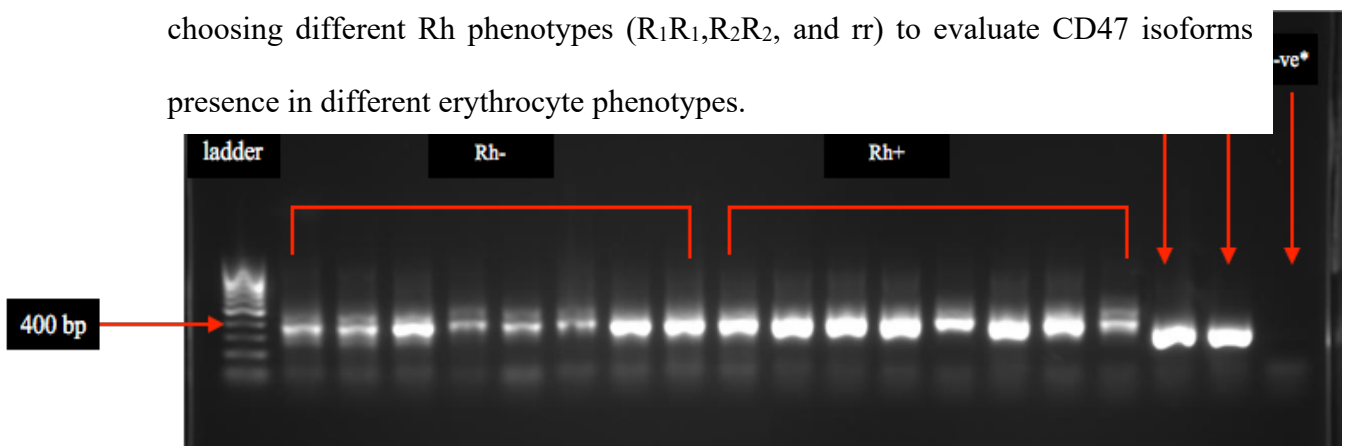 choosing different Rh phenotypes (R₁R₁,R₂R₂, and rr) to evaluate CD47 isoforms
presence in different erythrocyte phenotypes.
-ve*
ladder
Rh-
Rh+
400 bp